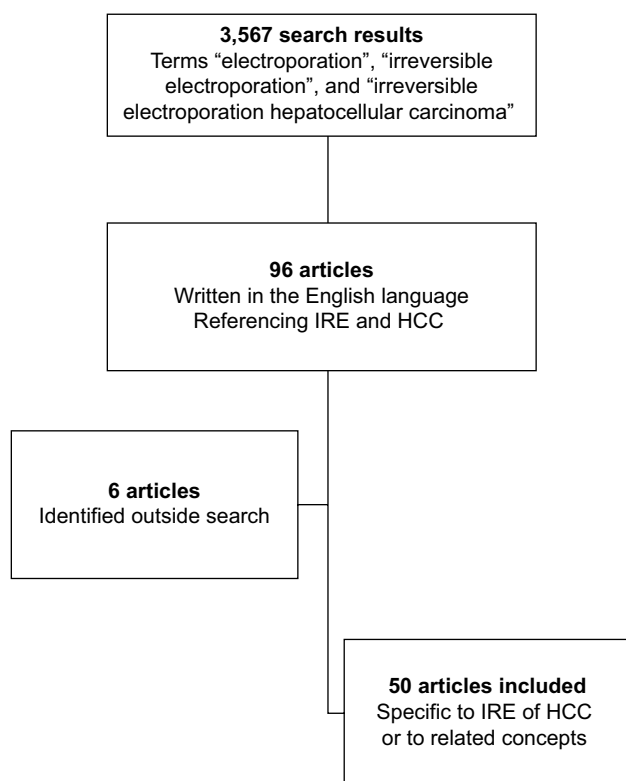 3,567 search results
Terms “electroporation”, “irreversible
electroporation”, and “irreversible
electroporation hepatocellular carcinoma”
96 articles
Written in the English language
Referencing IRE and HCC
6 articles
Identified outside search
50 articles included
Specific to IRE of HCC
or to related concepts